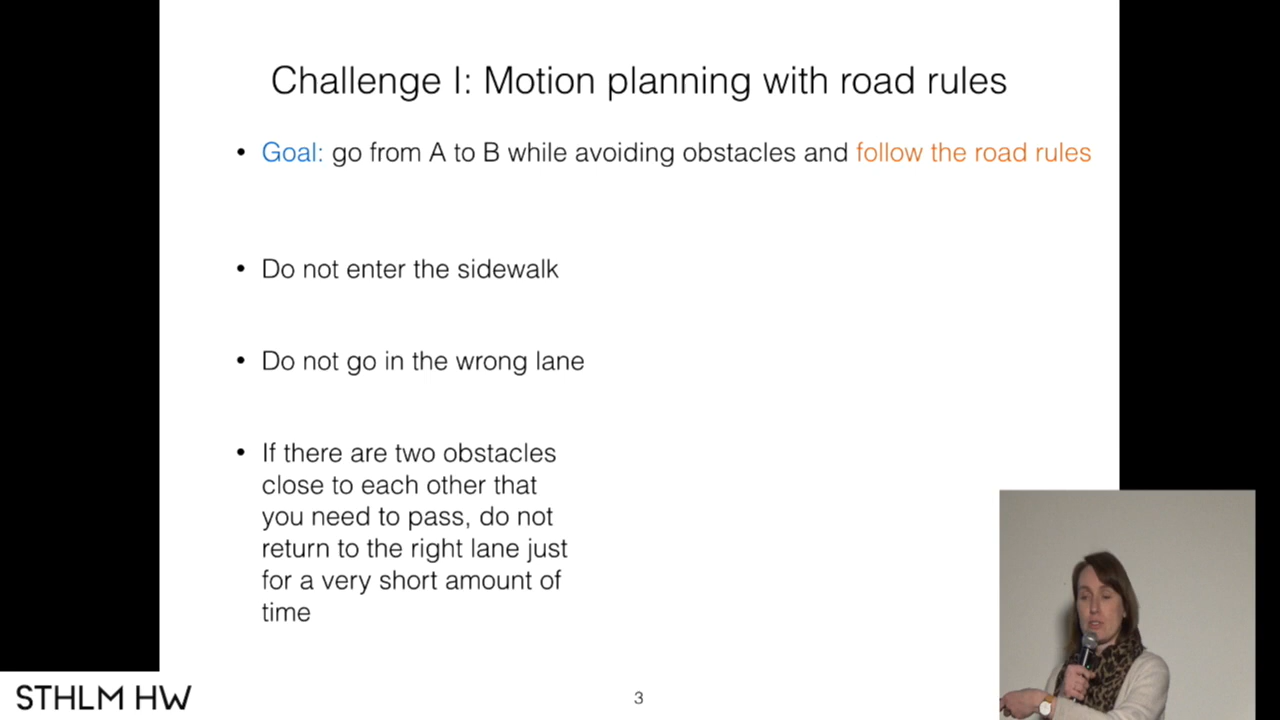 Challenge I: Motion planning with road rules
• Goal: go from A to B while avoiding obstacles and follow the road rules
• Do not enter the sidewalk
• Do not go in the wrong lane
• If there are two obstacles
close to each other that
you need to pass, do not
return to the right lane just
for a very short amount of
time
STHLM HW
3